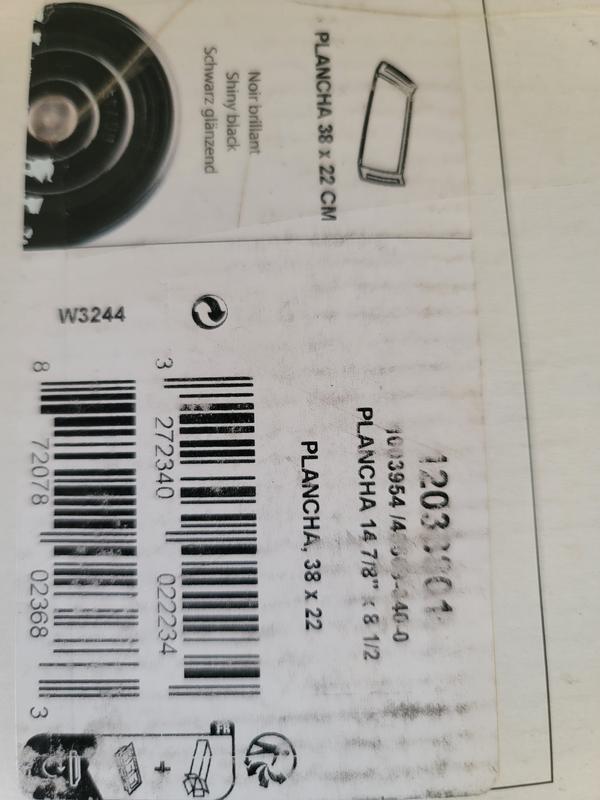 PLANCHA 38 x 22 CM
Noir brillant
Shiny black
Schwarz glänzend
PLANCHA 14 7/8" x 8 1/2
PLANCHA, 38 x 22
3 272340 022234
W3244
8 72078 02368 3
+